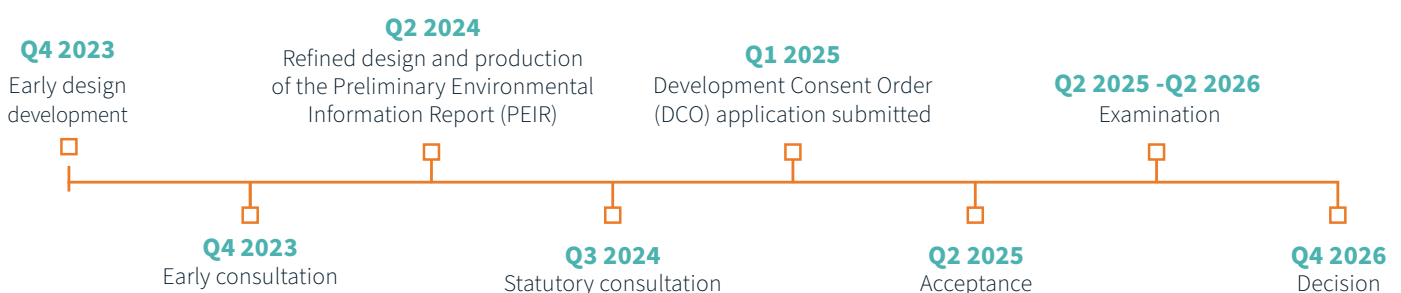 Q4 2023
Early design
development
Q4 2023
Early consultation
Q2 2024
Refined design and production
of the Preliminary Environmental
Information Report (PEIR)
Q3 2024
Statutory consultation
Q1 2025
Development Consent Order
(DCO) application submitted
Q2 2025
Acceptance
Q2 2025 -Q2 2026
Examination
Q4 2026
Decision